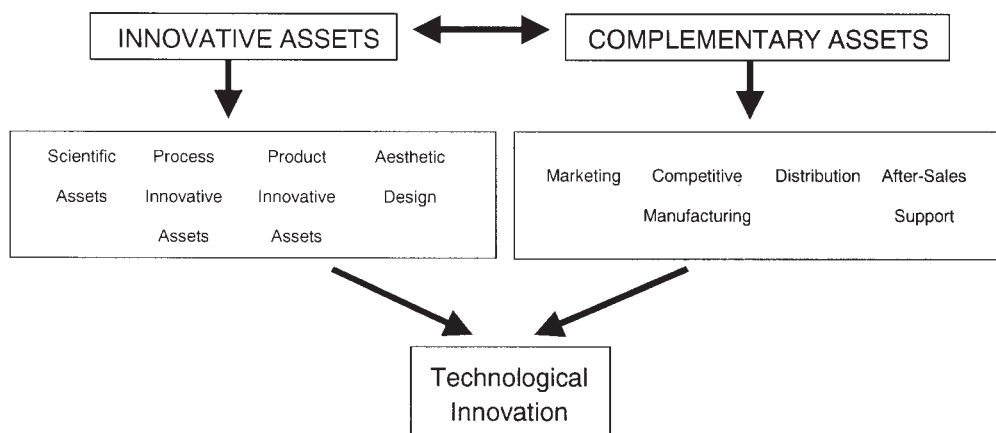 INNOVATIVE ASSETS
COMPLEMENTARY ASSETS
Scientific
Assets
Process
Innovative
Assets
Product
Innovative
Assets
Aesthetic
Design
Marketing
Competitive
Manufacturing
Distribution
After-Sales
Support
Technological
Innovation